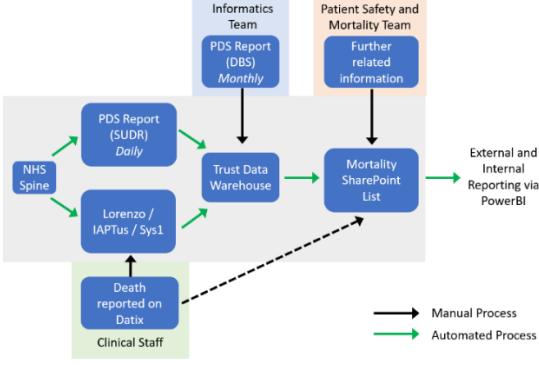 Informatics
Team
Patient Safety and
Mortality Team
PDS Report
(DBS)
Monthly
Further
related
information
PDS Report
(SUDR)
Daily
NHS
Spine
Trust Data
Warehouse
Mortality
SharePoint
List
External and
Internal
Reporting via
PowerBI
Lorenzo /
IAPTus / Sys1
Death
reported on
Datix
Clinical Staff
Manual Process
Automated Process